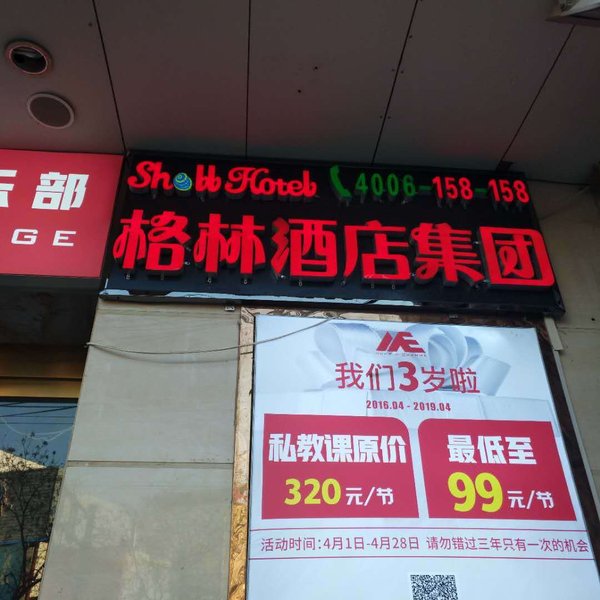 示部
GE
Shell Hotel 4006-158-158
格林酒店集团
我们3岁啦
2016.04 - 2019.04
私教课原价
320元/节
最低至
99元/节
活动时间:4月1日-4月28日 请勿错过三年只有一次的机会